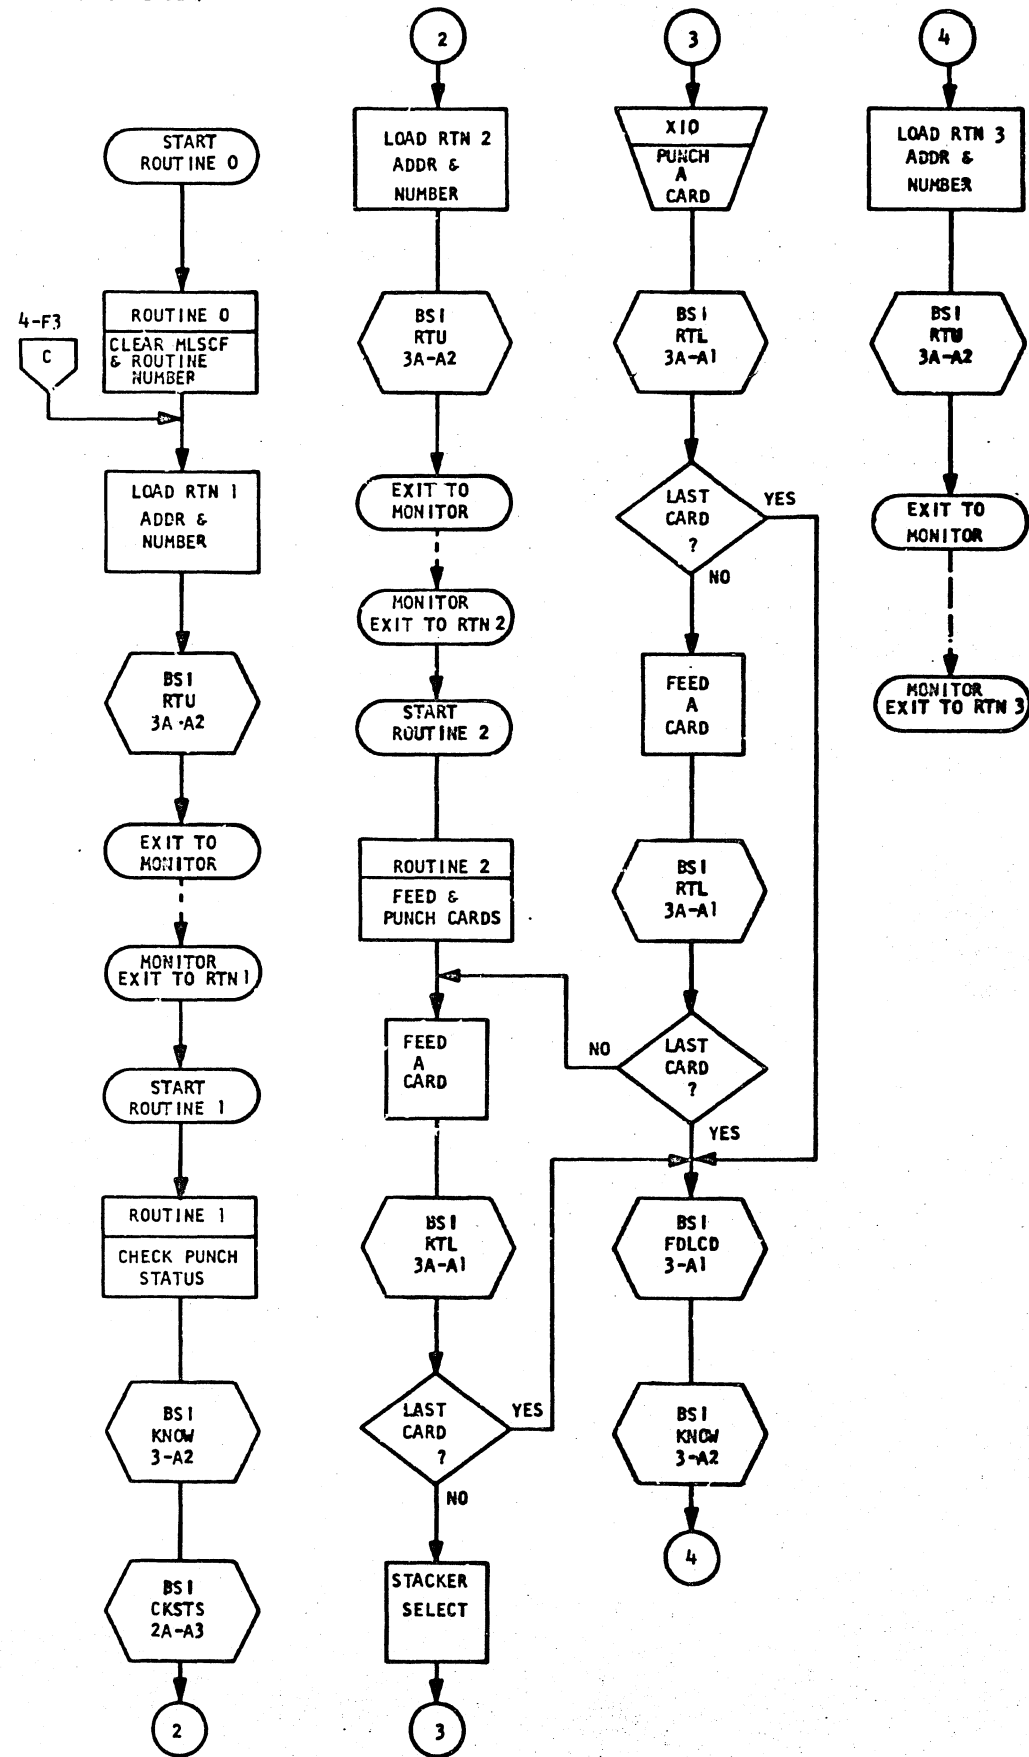 START
ROUTINE 0
ROUTINE 0
CLEAR MLSCF
& ROUTINE
NUMBER
4-F3
C
LOAD RTN 1
ADDR &
NUMBER
BSI
RTU
3A-A2
EXIT TO
MONITOR
MONITOR
EXIT TO RTN 1
START
ROUTINE 1
ROUTINE 1
CHECK PUNCH
STATUS
BSI
KNOW
3-A2
BSI
CKSTS
2A-A3
2
2
LOAD RTN 2
ADDR &
NUMBER
BSI
RTU
3A-A2
EXIT TO
MONITOR
MONITOR
EXIT TO RTN 2
START
ROUTINE 2
ROUTINE 2
FEED &
PUNCH CARDS
FEED
A
CARD
BSI
RTL
3A-A1
LAST
CARD
?
YES
NO
STACKER
SELECT
3
3
XIO
PUNCH
A
CARD
BSI
RTL
3A-A1
LAST
CARD
?
YES
NO
FEED
A
CARD
BSI
RTL
3A-A1
LAST
CARD
?
NO
YES
BSI
FDLCD
3-A1
BSI
KNOW
3-A2
4
4
LOAD RTN 3
ADDR &
NUMBER
BSI
RTU
3A-A2
EXIT TO
MONITOR
MONITOR
EXIT TO RTN 3